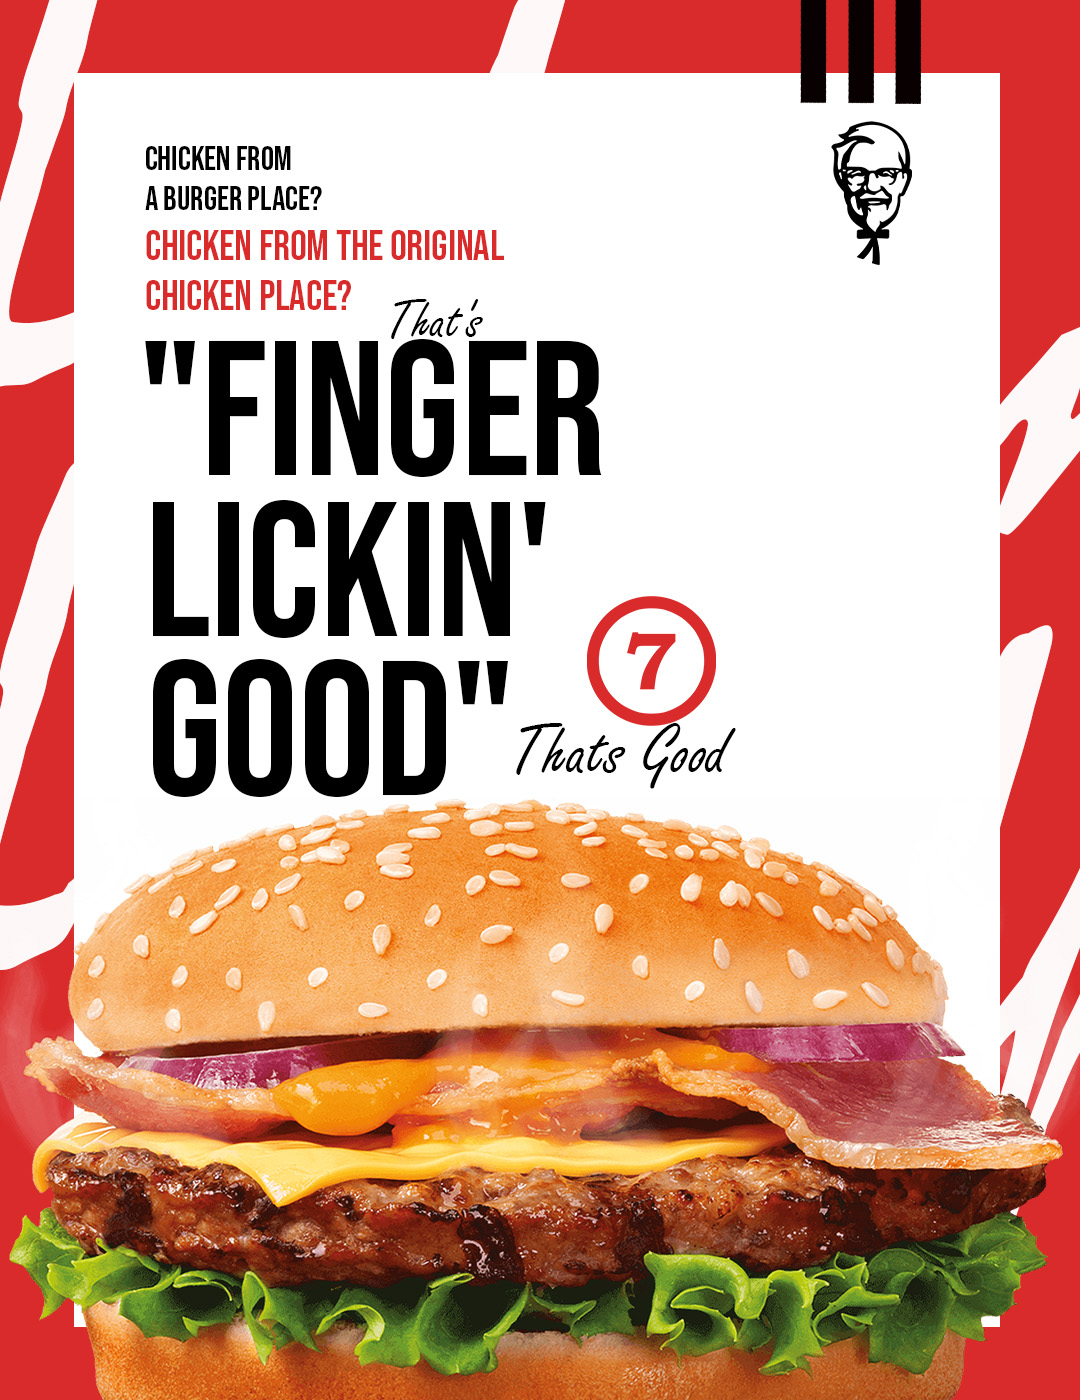 CHICKEN FROM
A BURGER PLACE?
CHICKEN FROM THE ORIGINAL
CHICKEN PLACE?
That's
"FINGER
LICKIN'
GOOD"
7
Thats Good